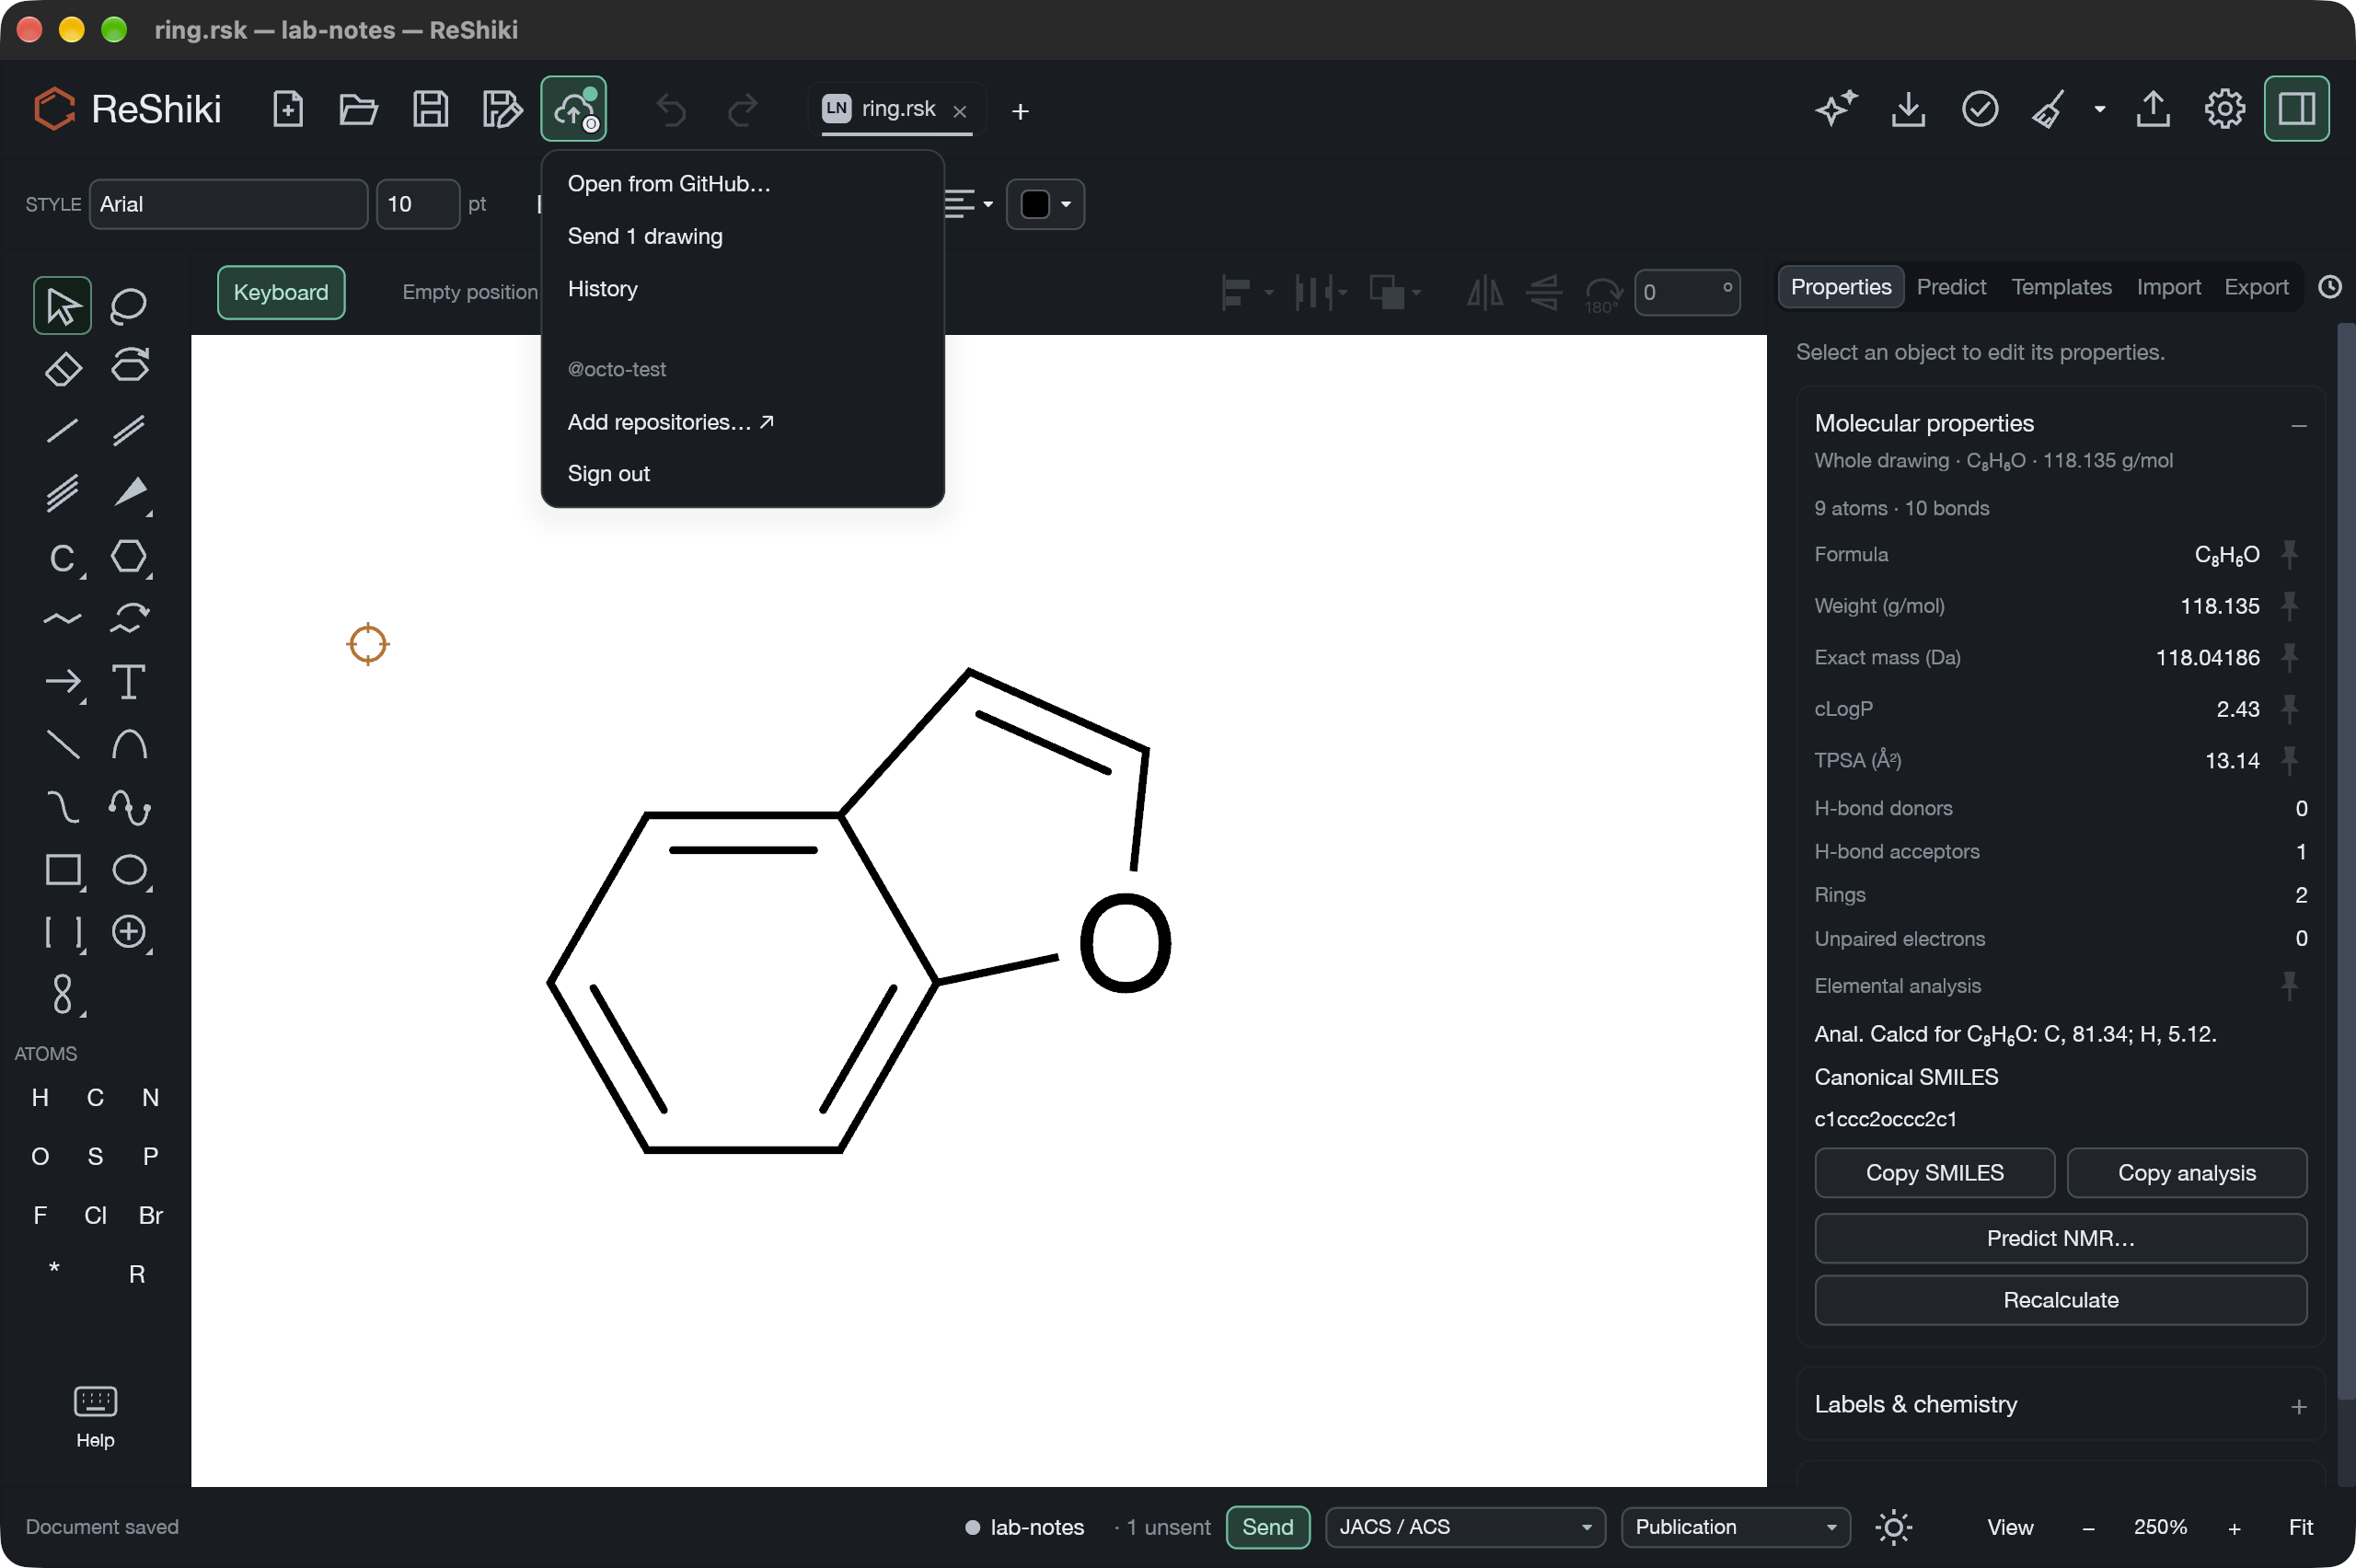 ring.rsk — lab-notes — ReShiki
ReShiki
LN ring.rsk
STYLE Arial 10 pt
Open from GitHub…
Send 1 drawing
History
@octo-test
Add repositories… ↗
Sign out
Keyboard Empty position
180° 0 °
Properties Predict Templates Import Export
Select an object to edit its properties.
Molecular properties
Whole drawing · C₈H₆O · 118.135 g/mol
9 atoms · 10 bonds
Formula C₈H₆O
Weight (g/mol) 118.135
Exact mass (Da) 118.04186
cLogP 2.43
TPSA (Å²) 13.14
H-bond donors 0
H-bond acceptors 1
Rings 2
Unpaired electrons 0
Elemental analysis
Anal. Calcd for C₈H₆O: C, 81.34; H, 5.12.
Canonical SMILES
c1ccc2occc2c1
Copy SMILES Copy analysis
Predict NMR…
Recalculate
Labels & chemistry
C
T
[ ]
ATOMS
H C N
O S P
F Cl Br
* R
Help
O
Document saved
lab-notes · 1 unsent Send JACS / ACS Publication View − 250% + Fit